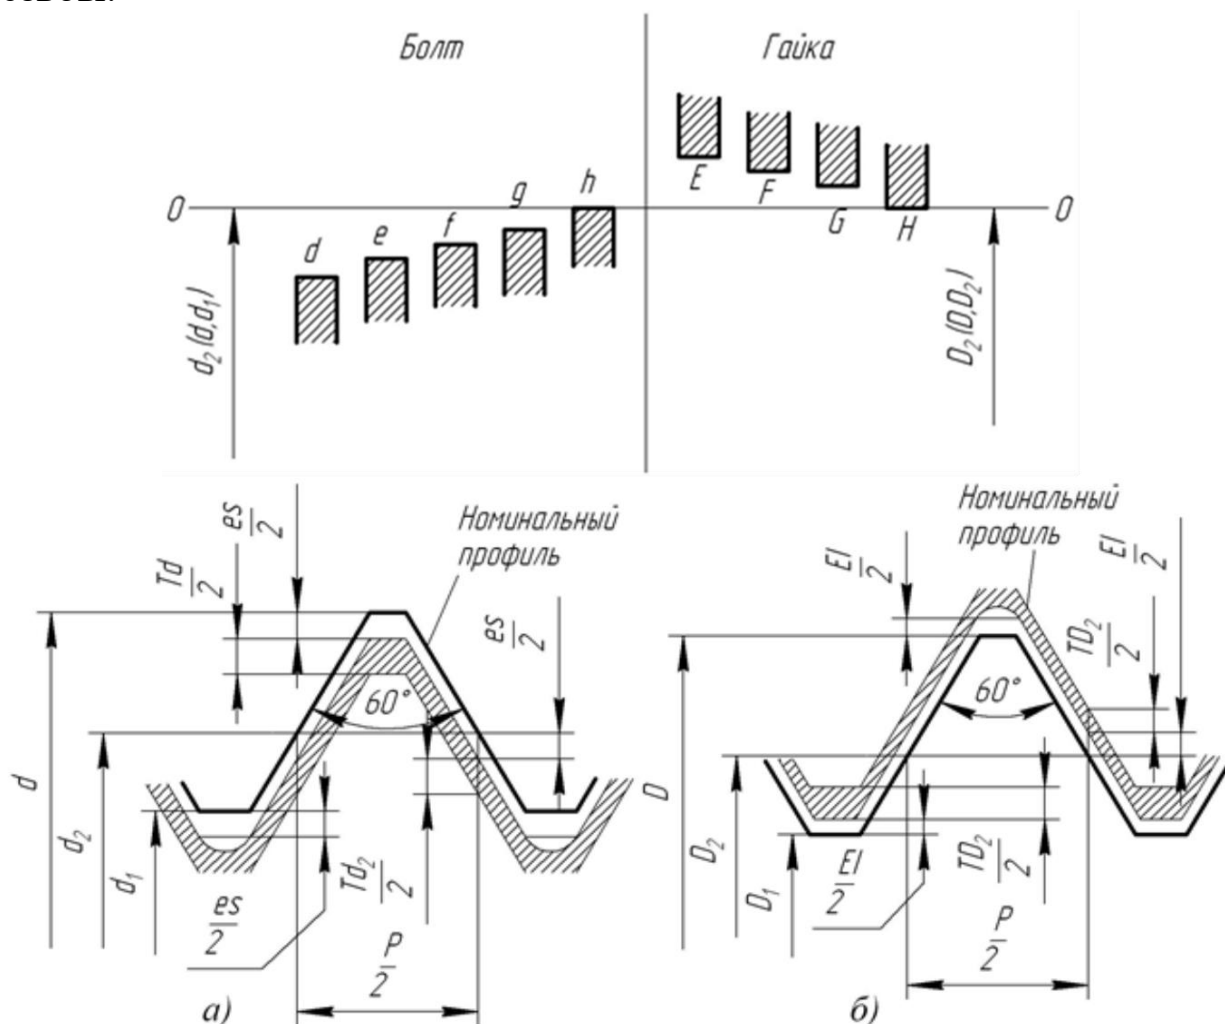 Болт
Гайка
E
F
G
H
h
g
f
e
d
0
0
d₂(d,d₁)
D₂(D,D₂)
es/2
Td/2
Номинальный
профиль
es/2
60°
d
d₂
d₁
es/2
Td₂/2
P/2
а)
Номинальный
профиль
EI/2
EI/2
TD₂/2
60°
D
D₂
D₁
EI/2
TD₂/2
P/2
б)